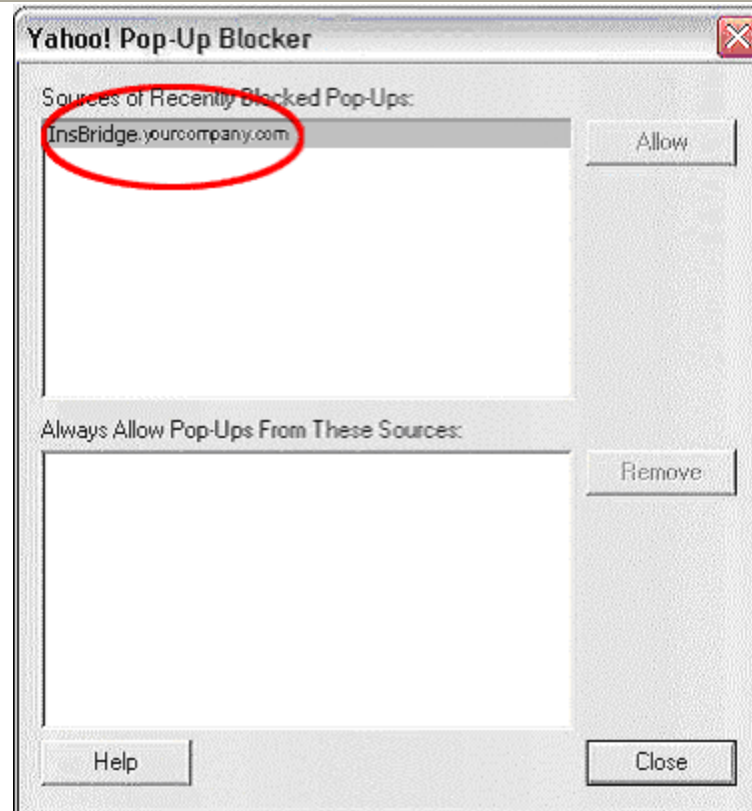 Yahoo! Pop-Up Blocker
Sources of Recently Blocked Pop-Ups:
InsBridge.yourcompany.com
Allow
Always Allow Pop-Ups From These Sources:
Remove
Help
Close